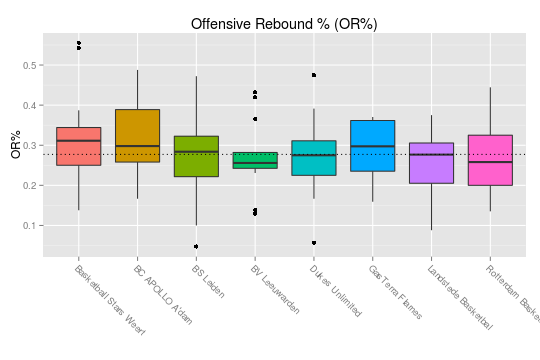 Offensive Rebound % (OR%)
OR%
0.5
0.4
0.3
0.2
0.1
Basketball Stars Weert
BC APOLLO A'dam
BS Leiden
BV Leeuwarden
Dukes Unlimited
GasTerra Flames
Landstede Basketbal
Rotterdam Baske